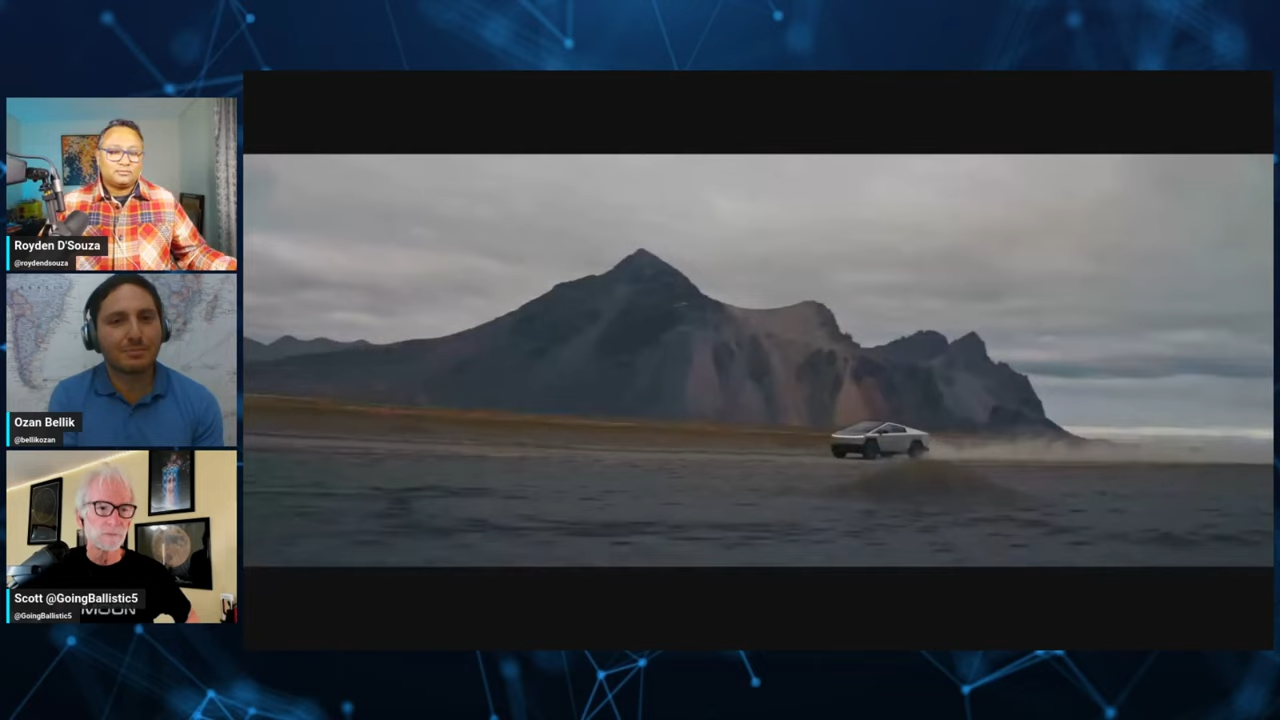 Royden D'Souza
@roydendsouza
Ozan Bellik
@bellikozan
Scott @GoingBallistic5
@GoingBallistic5
MOON